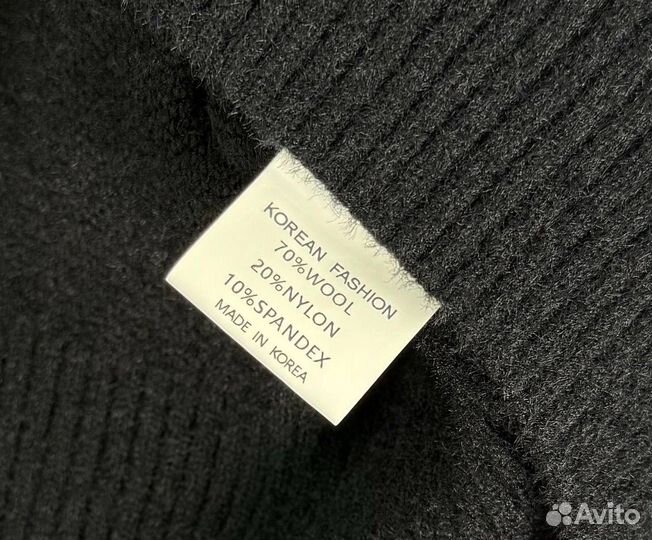 KOREAN FASHION
70%WOOL
20%NYLON
10%SPANDEX
MADE IN KOREA
Avito